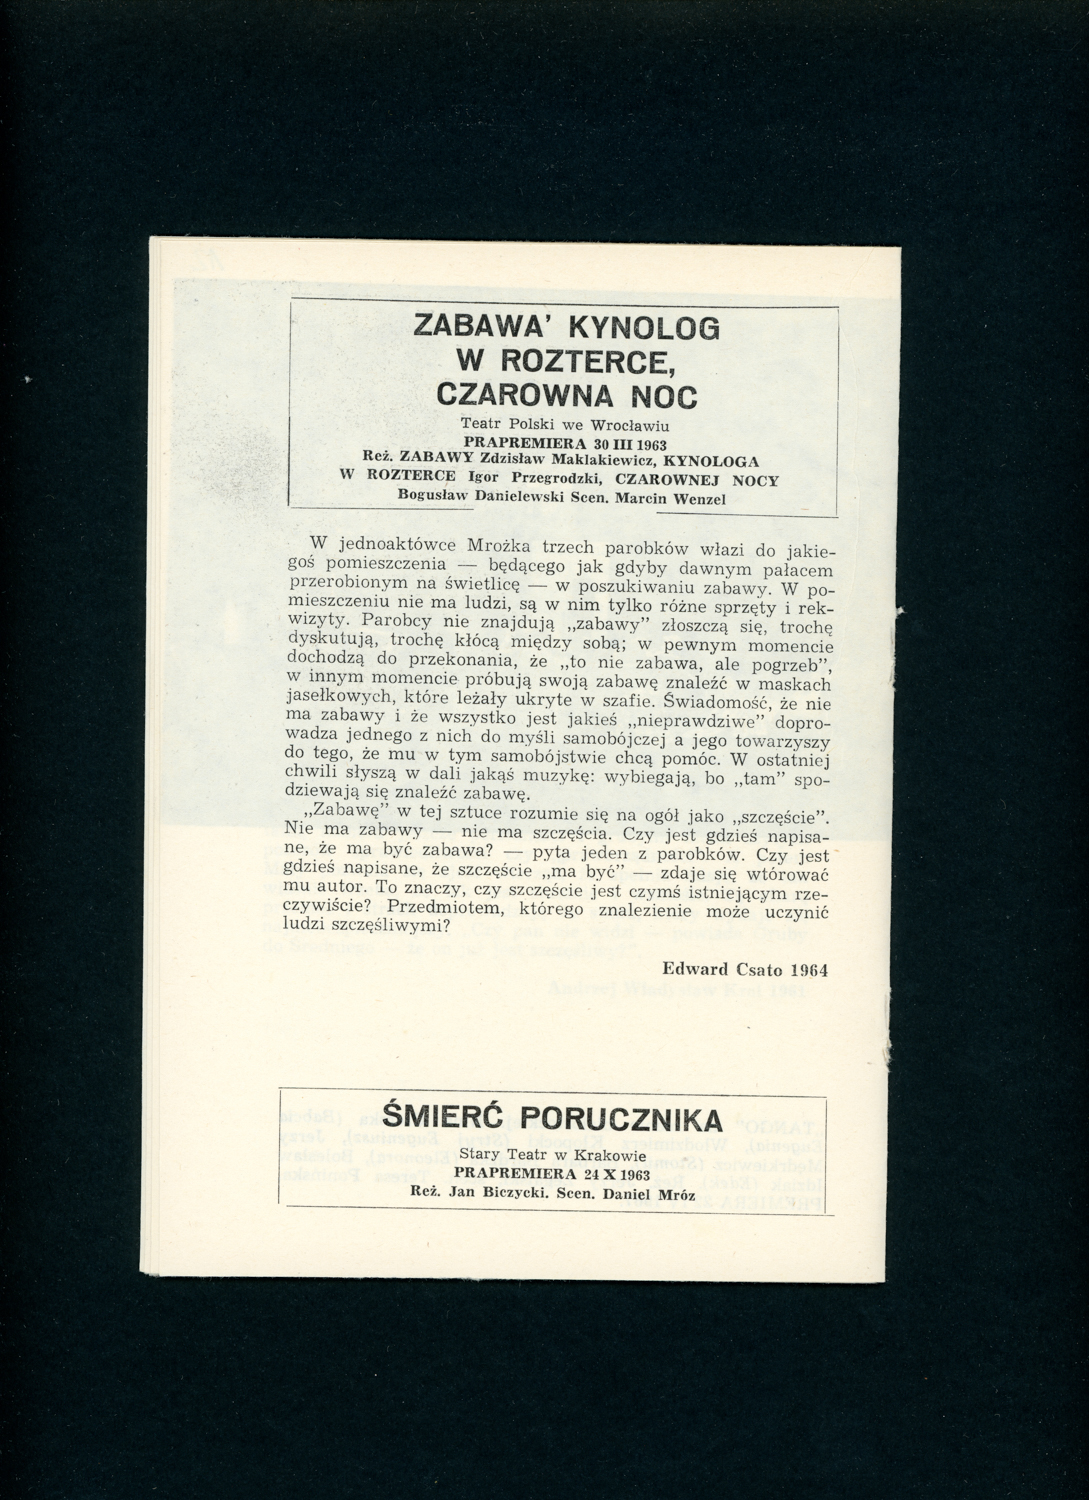 ZABAWA’ KYNOLOG
W ROZTERCE,
CZAROWNA NOC
Teatr Polski we Wrocławiu
PRAPREMIERA 30 III 1963
Reż. ZABAWY Zdzisław Maklakiewicz, KYNOLOGA
W ROZTERCE Igor Przegrodzki, CZAROWNEJ NOCY
Bogusław Danielewski Scen. Marcin Wenzel
W jednoaktówce Mrożka trzech parobków włazi do jakie-
goś pomieszczenia — będącego jak gdyby dawnym pałacem
przerobionym na świetlicę — w poszukiwaniu zabawy. W po-
mieszczeniu nie ma ludzi, są w nim tylko różne sprzęty i rek-
wizyty. Parobcy nie znajdują „zabawy” złoszczą się, trochę
dyskutują, trochę kłócą między sobą; w pewnym momencie
dochodzą do przekonania, że „to nie zabawa, ale pogrzeb”,
w innym momencie próbują swoją zabawę znaleźć w maskach
jasełkowych, które leżały ukryte w szafie. Świadomość, że nie
ma zabawy i że wszystko jest jakieś „nieprawdziwe” dopro-
wadza jednego z nich do myśli samobójczej a jego towarzyszy
do tego, że mu w tym samobójstwie chcą pomóc. W ostatniej
chwili słyszą w dali jakąś muzykę: wybiegają, bo „tam” spo-
dziewają się znaleźć zabawę.
„Zabawę” w tej sztuce rozumie się na ogół jako „szczęście”.
Nie ma zabawy — nie ma szczęścia. Czy jest gdzieś napisa-
ne, że ma być zabawa? — pyta jeden z parobków. Czy jest
gdzieś napisane, że szczęście „ma być” — zdaje się wtórować
mu autor. To znaczy, czy szczęście jest czymś istniejącym rze-
czywiście? Przedmiotem, którego znalezienie może uczynić
ludzi szczęśliwymi?
Edward Csato 1964
ŚMIERĆ PORUCZNIKA
Stary Teatr w Krakowie
PRAPREMIERA 24 X 1963
Reż. Jan Biczycki. Scen. Daniel Mróz